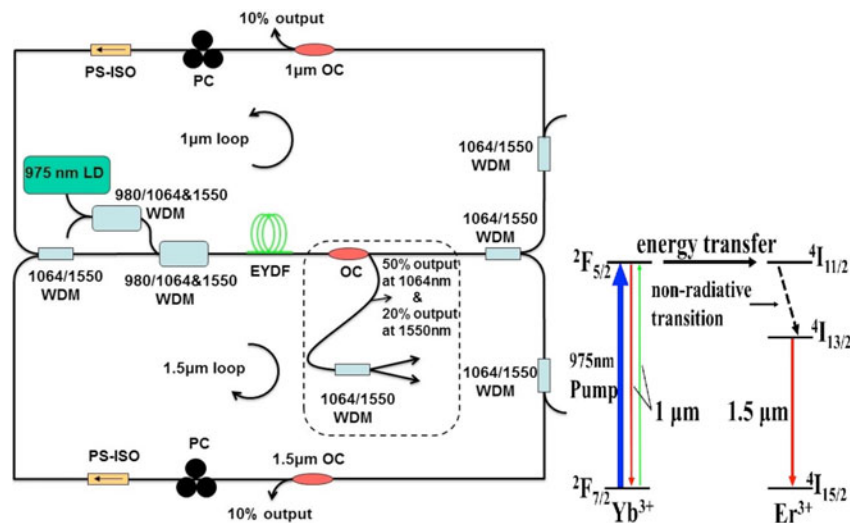 10% output
PS-ISO
PC
1μm OC
1μm loop
1064/1550
WDM
975 nm LD
980/1064&1550
WDM
1064/1550
WDM
1064/1550
WDM
980/1064&1550
WDM
EYDF
OC
50% output
at 1064nm
&
20% output
at 1550nm
1.5μm loop
1064/1550
WDM
1064/1550
WDM
PS-ISO
PC
1.5μm OC
10% output
energy transfer
²F₅/₂
⁴I₁₁/₂
non-radiative
transition
⁴I₁₃/₂
975nm
Pump
1 μm
1.5 μm
²F₇/₂
⁴I₁₅/₂
Yb³⁺
Er³⁺